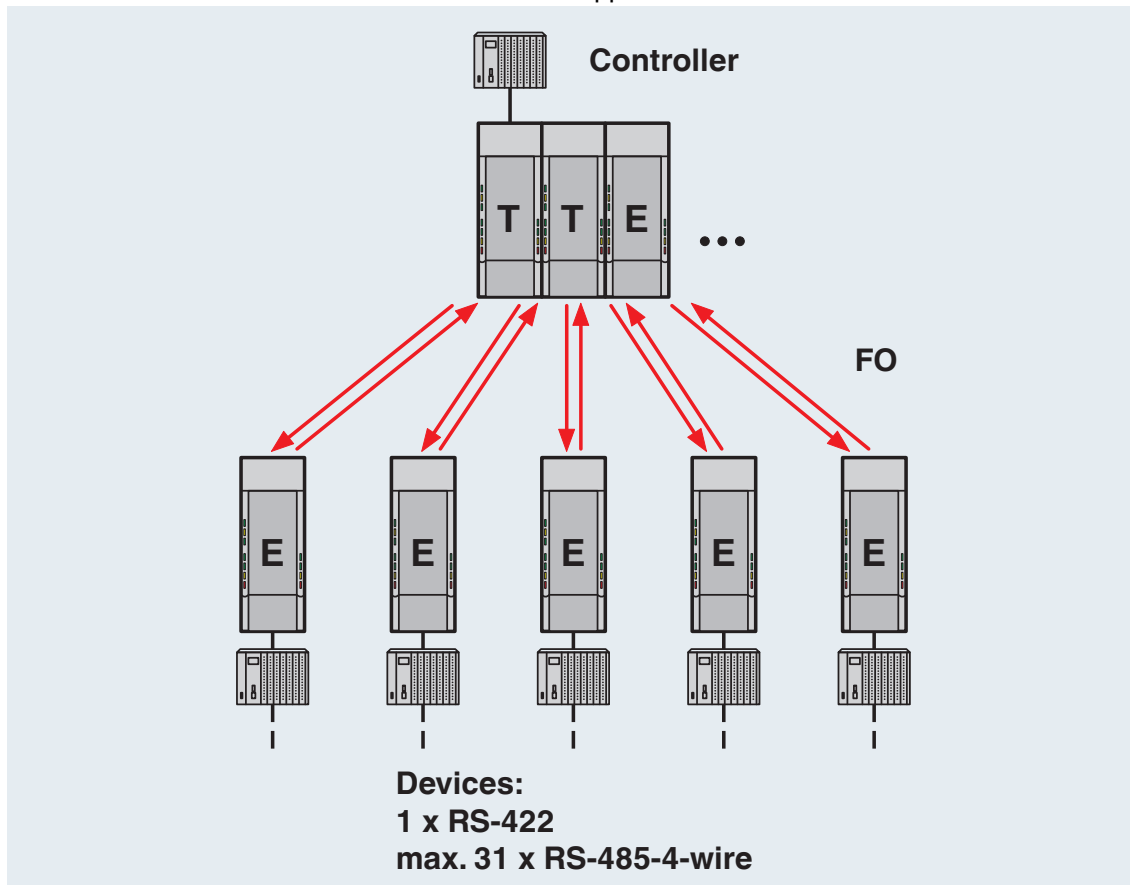 Controller
T T E ...
FO
E E E E E
Devices:
1 x RS-422
max. 31 x RS-485-4-wire